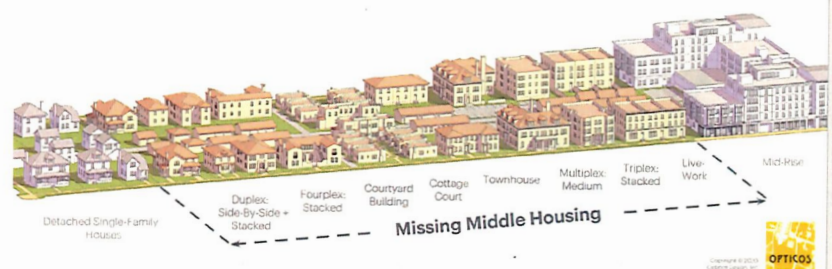 Detached Single-Family
Houses
Duplex:
Side-By-Side +
Stacked
Fourplex:
Stacked
Courtyard
Building
Cottage
Court
Townhouse
Multiplex:
Medium
Triplex:
Stacked
Live-
Work
Mid-Rise
Missing Middle Housing
OPTICOS